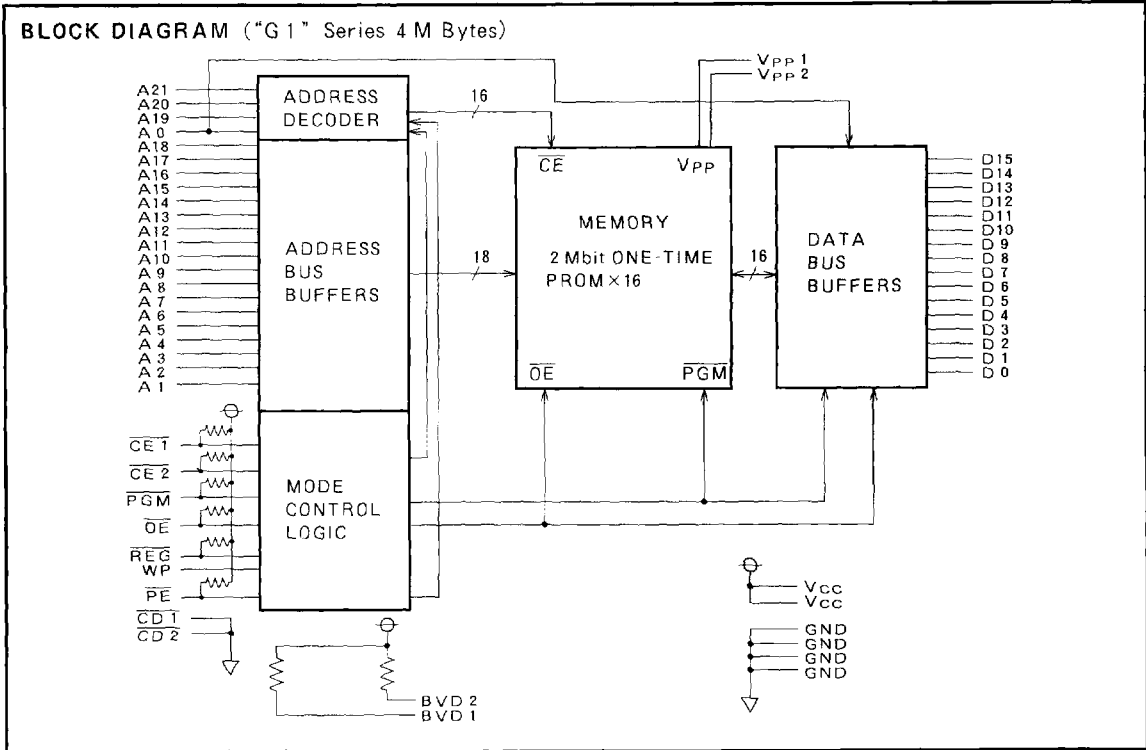 BLOCK DIAGRAM ("G1" Series 4 M Bytes)
A21
A20
A19
A0
A18
A17
A16
A15
A14
A13
A12
A11
A10
A9
A8
A7
A6
A5
A4
A3
A2
A1
CE1
CE2
PGM
OE
REG
WP
PE
CD1
CD2
ADDRESS
DECODER
ADDRESS
BUS
BUFFERS
MODE
CONTROL
LOGIC
16
18
VPP1
VPP2
CE
VPP
MEMORY
2 Mbit ONE-TIME
PROM×16
OE
PGM
16
DATA
BUS
BUFFERS
D15
D14
D13
D12
D11
D10
D9
D8
D7
D6
D5
D4
D3
D2
D1
D0
BVD2
BVD1
VCC
VCC
GND
GND
GND
GND